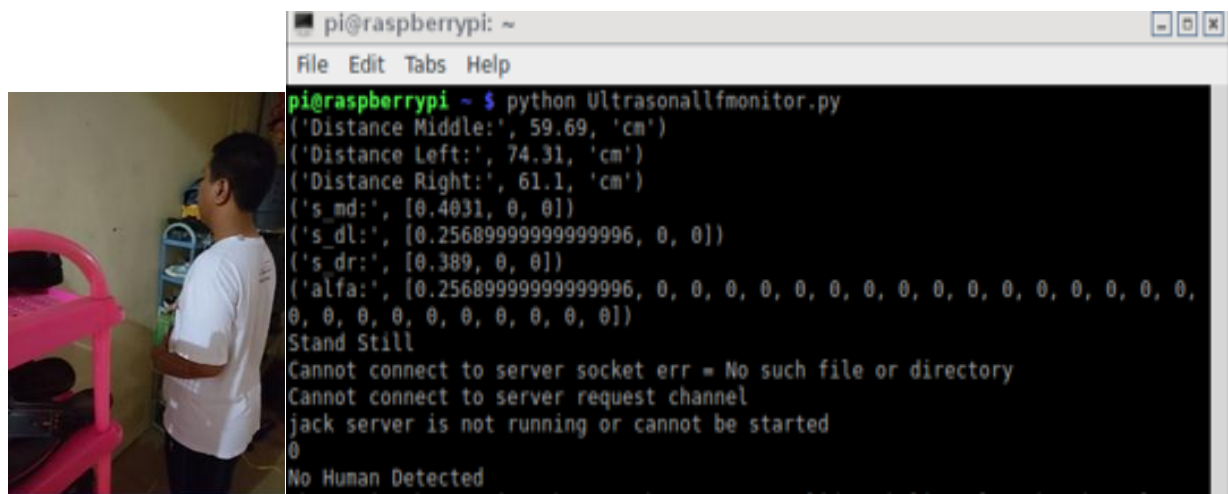 pi@raspberrypi: ~
File Edit Tabs Help
pi@raspberrypi ~ $ python Ultrasonallfmonitor.py
('Distance Middle:', 59.69, 'cm')
('Distance Left:', 74.31, 'cm')
('Distance Right:', 61.1, 'cm')
('s_md:', [0.4031, 0, 0])
('s_dl:', [0.25689999999999996, 0, 0])
('s_dr:', [0.389, 0, 0])
('alfa:', [0.25689999999999996, 0, 0, 0, 0, 0, 0, 0, 0, 0, 0, 0, 0, 0, 0, 0, 0,
0, 0, 0, 0, 0, 0, 0, 0, 0, 0])
Stand Still
Cannot connect to server socket err = No such file or directory
Cannot connect to server request channel
jack server is not running or cannot be started
0
No Human Detected